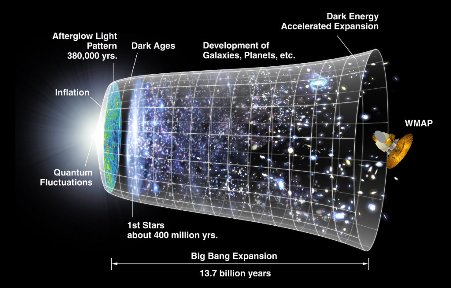 Dark Energy
Accelerated Expansion
Afterglow Light
Pattern
380,000 yrs.
Dark Ages
Development of
Galaxies, Planets, etc.
Inflation
WMAP
Quantum
Fluctuations
1st Stars
about 400 million yrs.
Big Bang Expansion
13.7 billion years